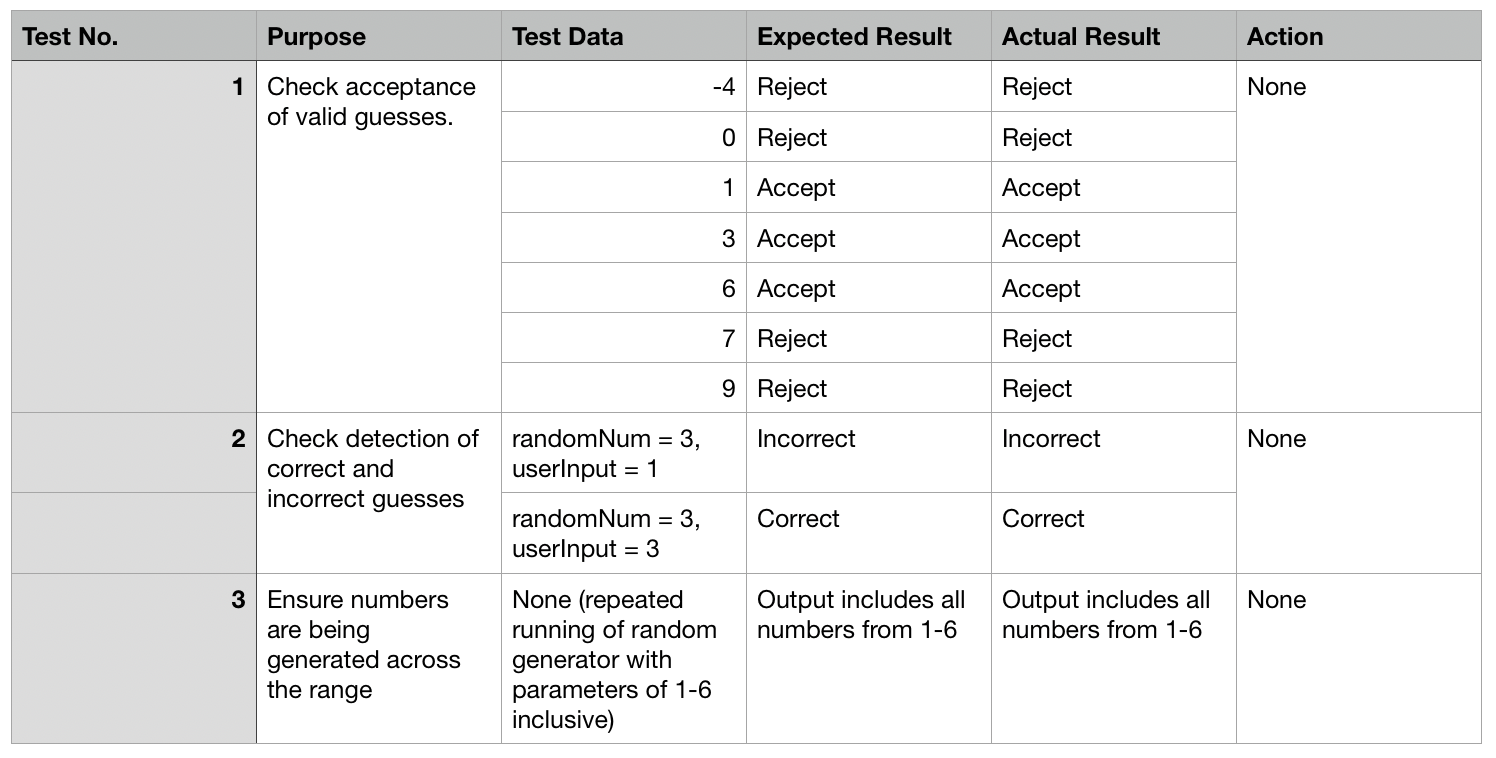 Test No. Purpose Test Data Expected Result Actual Result Action
1 Check acceptance -4 Reject Reject None
of valid guesses.
0 Reject Reject
1 Accept Accept
3 Accept Accept
6 Accept Accept
7 Reject Reject
9 Reject Reject
2 Check detection of randomNum = 3, Incorrect Incorrect None
correct and userInput = 1
incorrect guesses
randomNum = 3, Correct Correct
userInput = 3
3 Ensure numbers None (repeated Output includes all Output includes all None
are being running of random numbers from 1-6 numbers from 1-6
generated across generator with
the range parameters of 1-6
inclusive)